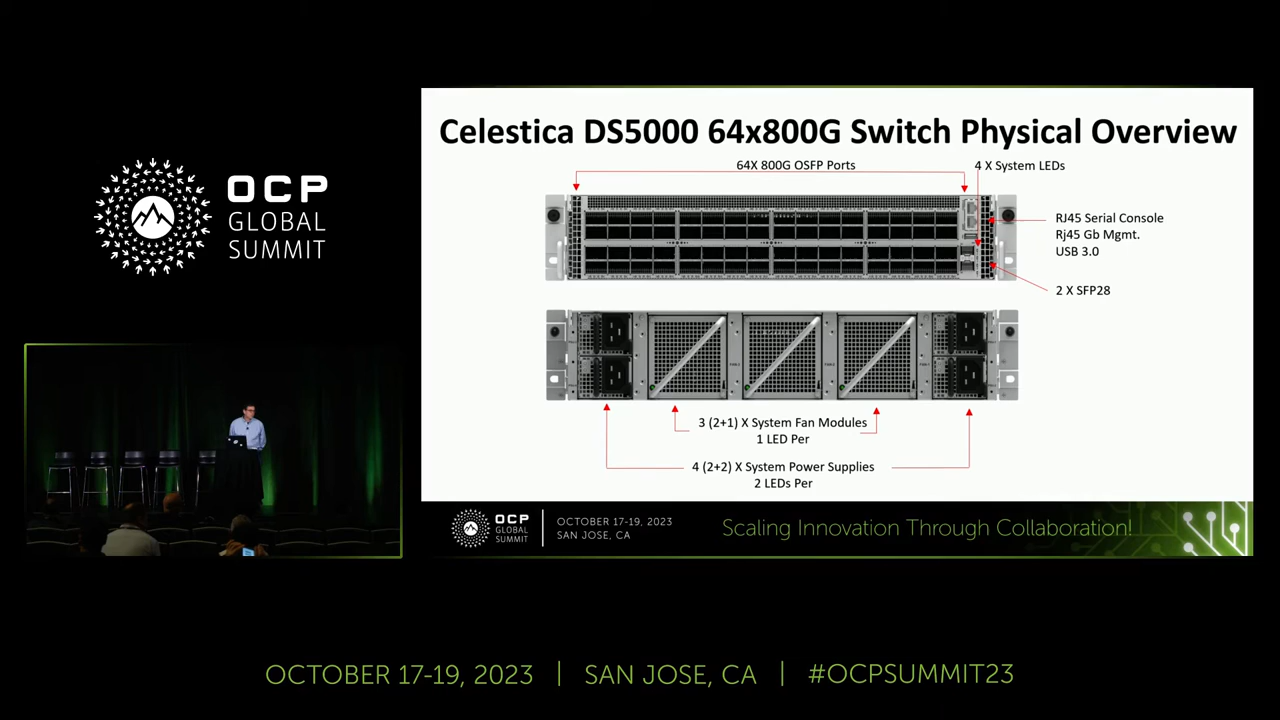 OCP
GLOBAL
SUMMIT
Celestica DS5000 64x800G Switch Physical Overview
64X 800G OSFP Ports
4 X System LEDs
RJ45 Serial Console
Rj45 Gb Mgmt.
USB 3.0
2 X SFP28
3 (2+1) X System Fan Modules
1 LED Per
4 (2+2) X System Power Supplies
2 LEDs Per
OCP
GLOBAL
SUMMIT
OCTOBER 17-19, 2023
SAN JOSE, CA
Scaling Innovation Through Collaboration!
OCTOBER 17-19, 2023 | SAN JOSE, CA | #OCPSUMMIT23